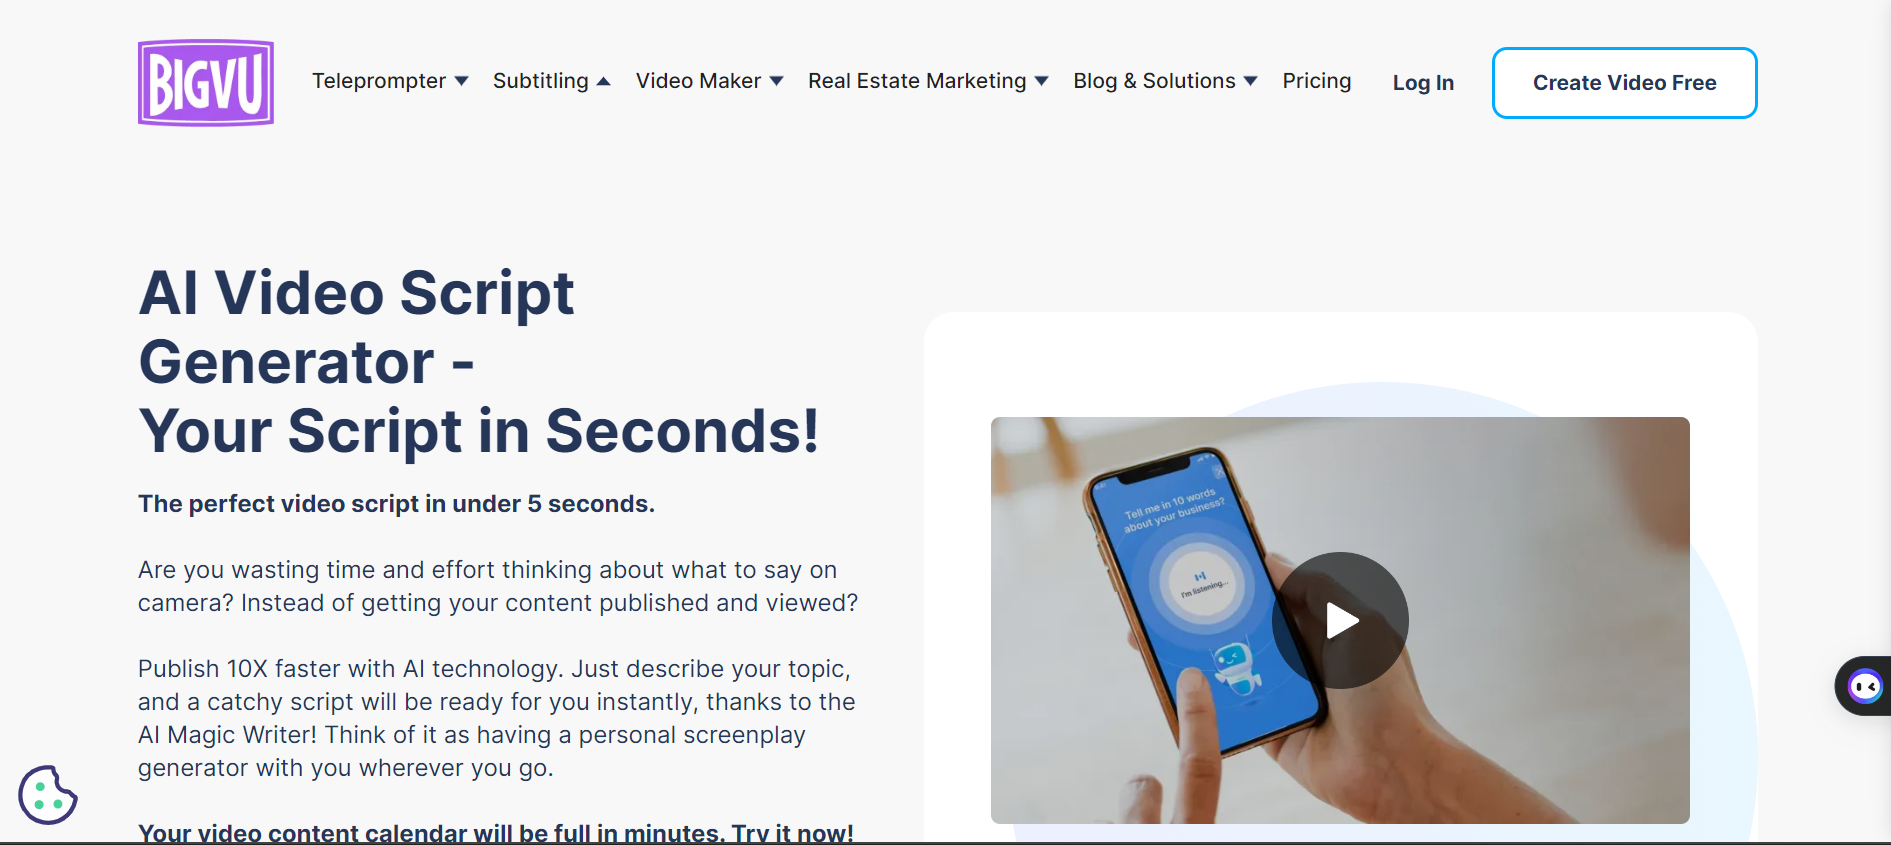 BIGVU
Teleprompter
Subtitling
Video Maker
Real Estate Marketing
Blog & Solutions
Pricing
Log In
Create Video Free
AI Video Script
Generator -
Your Script in Seconds!
The perfect video script in under 5 seconds.
Are you wasting time and effort thinking about what to say on
camera? Instead of getting your content published and viewed?
Publish 10X faster with AI technology. Just describe your topic,
and a catchy script will be ready for you instantly, thanks to the
AI Magic Writer! Think of it as having a personal screenplay
generator with you wherever you go.
Your video content calendar will be full in minutes. Try it now!
Tell me in 10 words
about your business?
I'm listening...